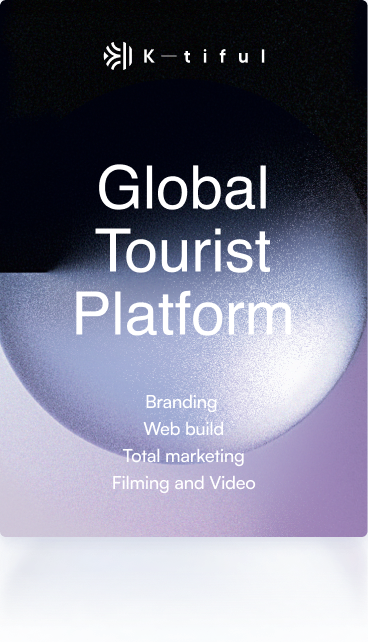 K—tiful
Global
Tourist
Platform
Branding
Web build
Total marketing
Filming and Video